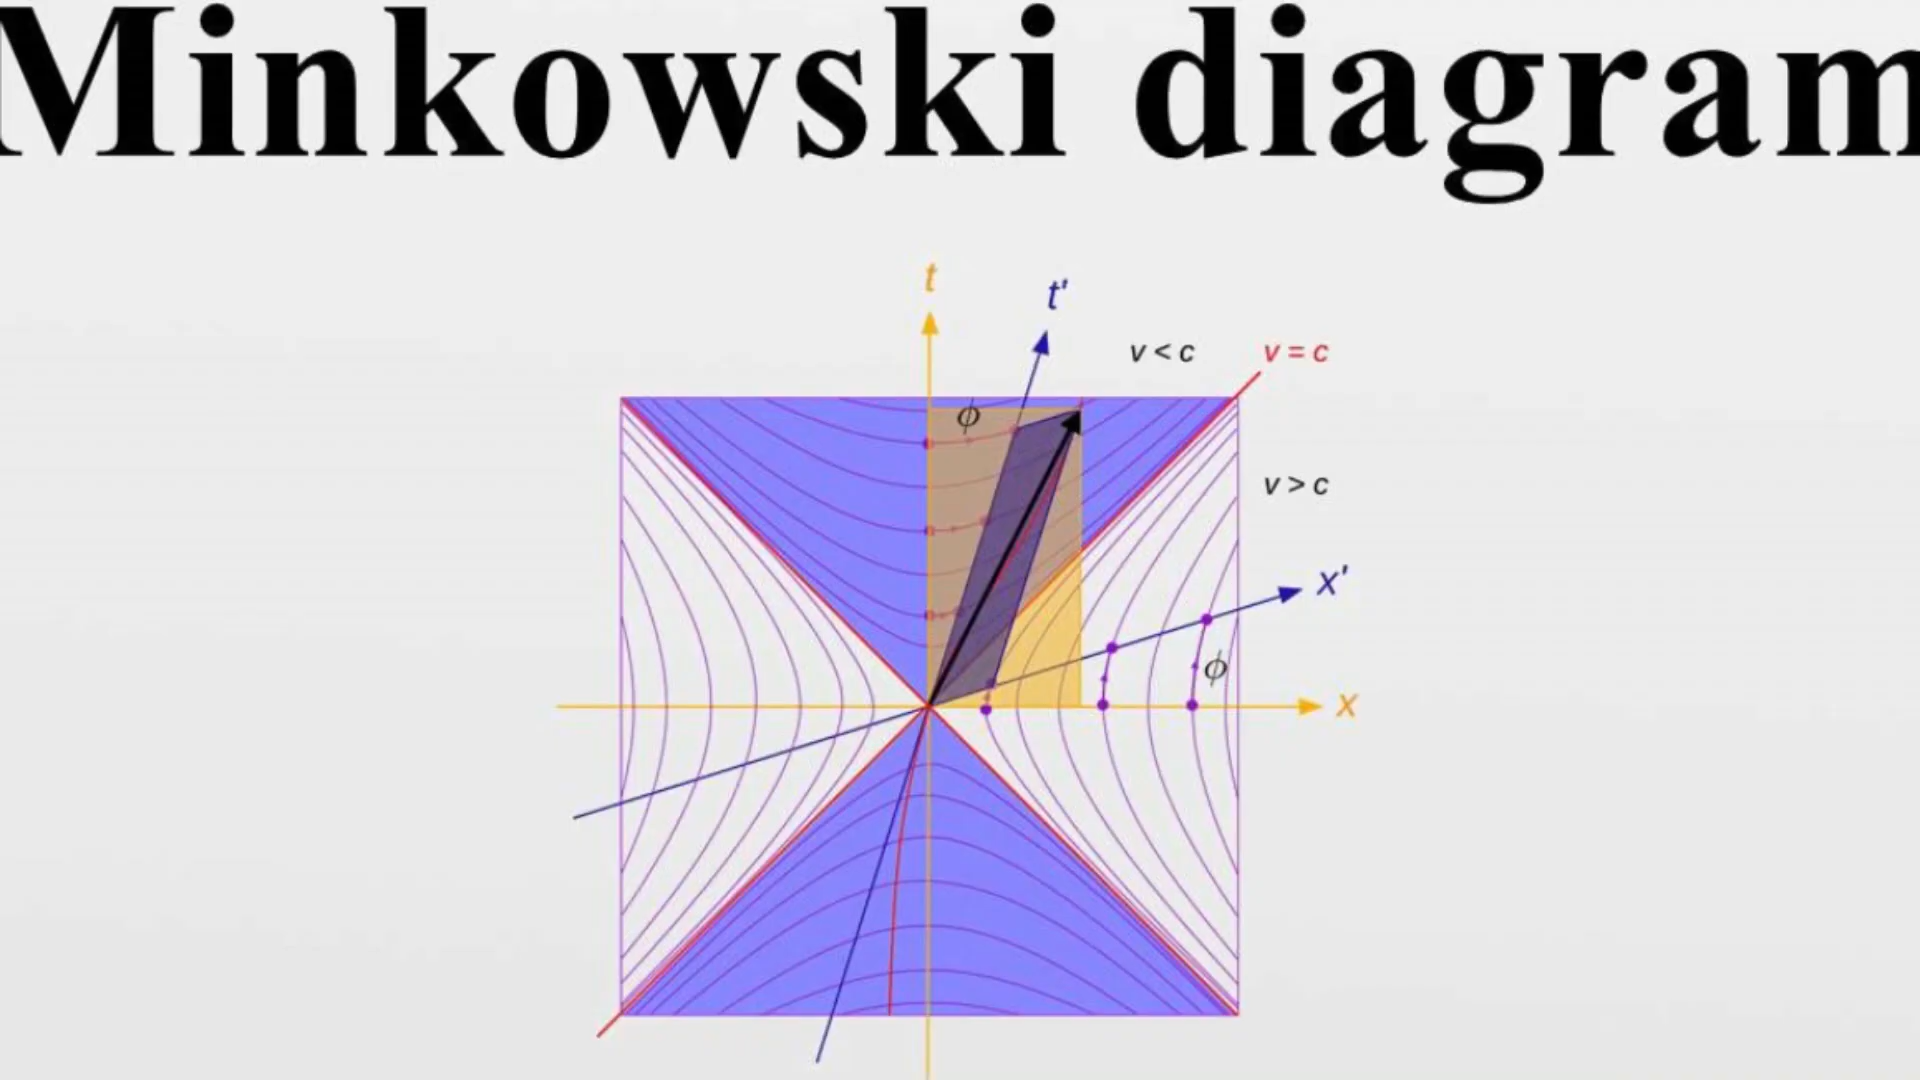 Minkowski diagram
t
t'
v < c
v = c
ϕ
v > c
x'
ϕ
x